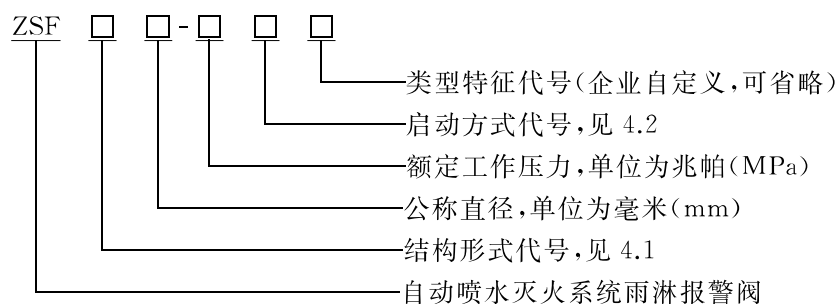 ZSF □ □-□ □ □
类型特征代号(企业自定义,可省略)
启动方式代号,见 4.2
额定工作压力,单位为兆帕(MPa)
公称直径,单位为毫米(mm)
结构形式代号,见 4.1
自动喷水灭火系统雨淋报警阀